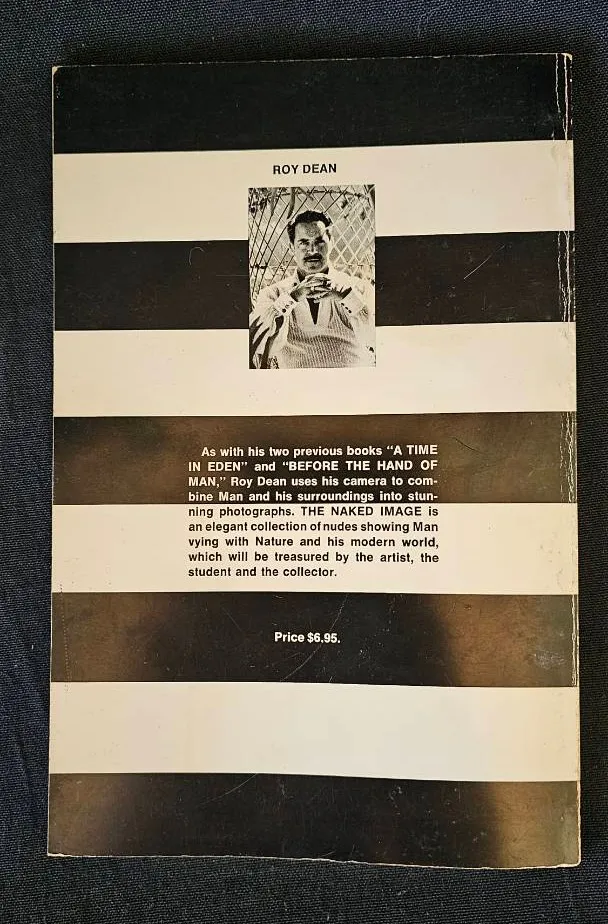 ROY DEAN
As with his two previous books “A TIME
IN EDEN” and “BEFORE THE HAND OF
MAN,” Roy Dean uses his camera to com-
bine Man and his surroundings into stun-
ning photographs. THE NAKED IMAGE is
an elegant collection of nudes showing Man
vying with Nature and his modern world,
which will be treasured by the artist, the
student and the collector.
Price $6.95.